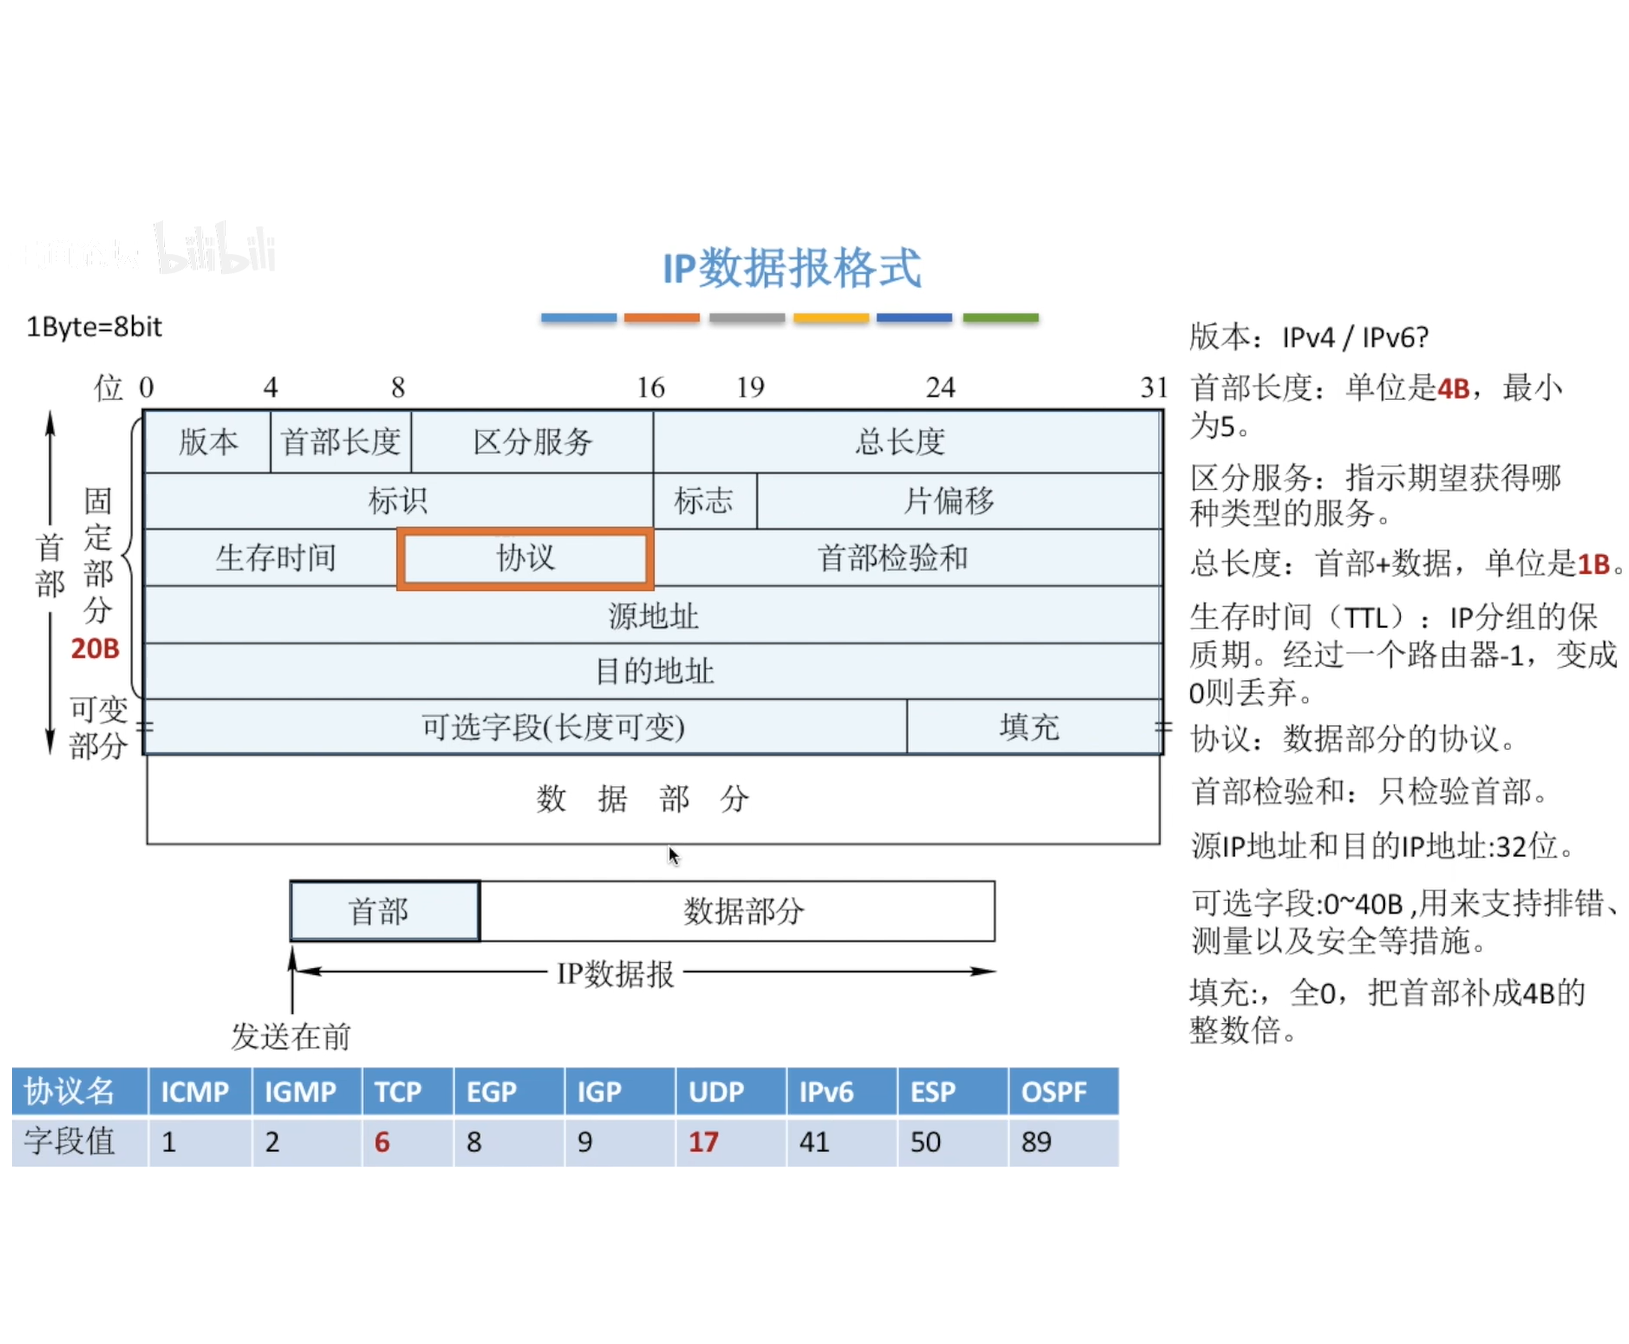 bilibili
IP数据报格式
1Byte=8bit
位 0 4 8 16 19 24 31
版本 首部长度 区分服务 总长度
标识 标志 片偏移
生存时间 协议 首部检验和
源地址
目的地址
可选字段(长度可变) 填充
数据部分
首部
固定部分
20B
可变
部分
首部 数据部分
IP数据报
发送在前
协议名 ICMP IGMP TCP EGP IGP UDP IPv6 ESP OSPF
字段值 1 2 6 8 9 17 41 50 89
版本：IPv4 / IPv6?
首部长度：单位是4B，最小
为5。
区分服务：指示期望获得哪
种类型的服务。
总长度：首部+数据，单位是1B。
生存时间（TTL）：IP分组的保
质期。经过一个路由器-1，变成
0则丢弃。
协议：数据部分的协议。
首部检验和：只检验首部。
源IP地址和目的IP地址:32位。
可选字段:0~40B ,用来支持排错、
测量以及安全等措施。
填充:，全0，把首部补成4B的
整数倍。